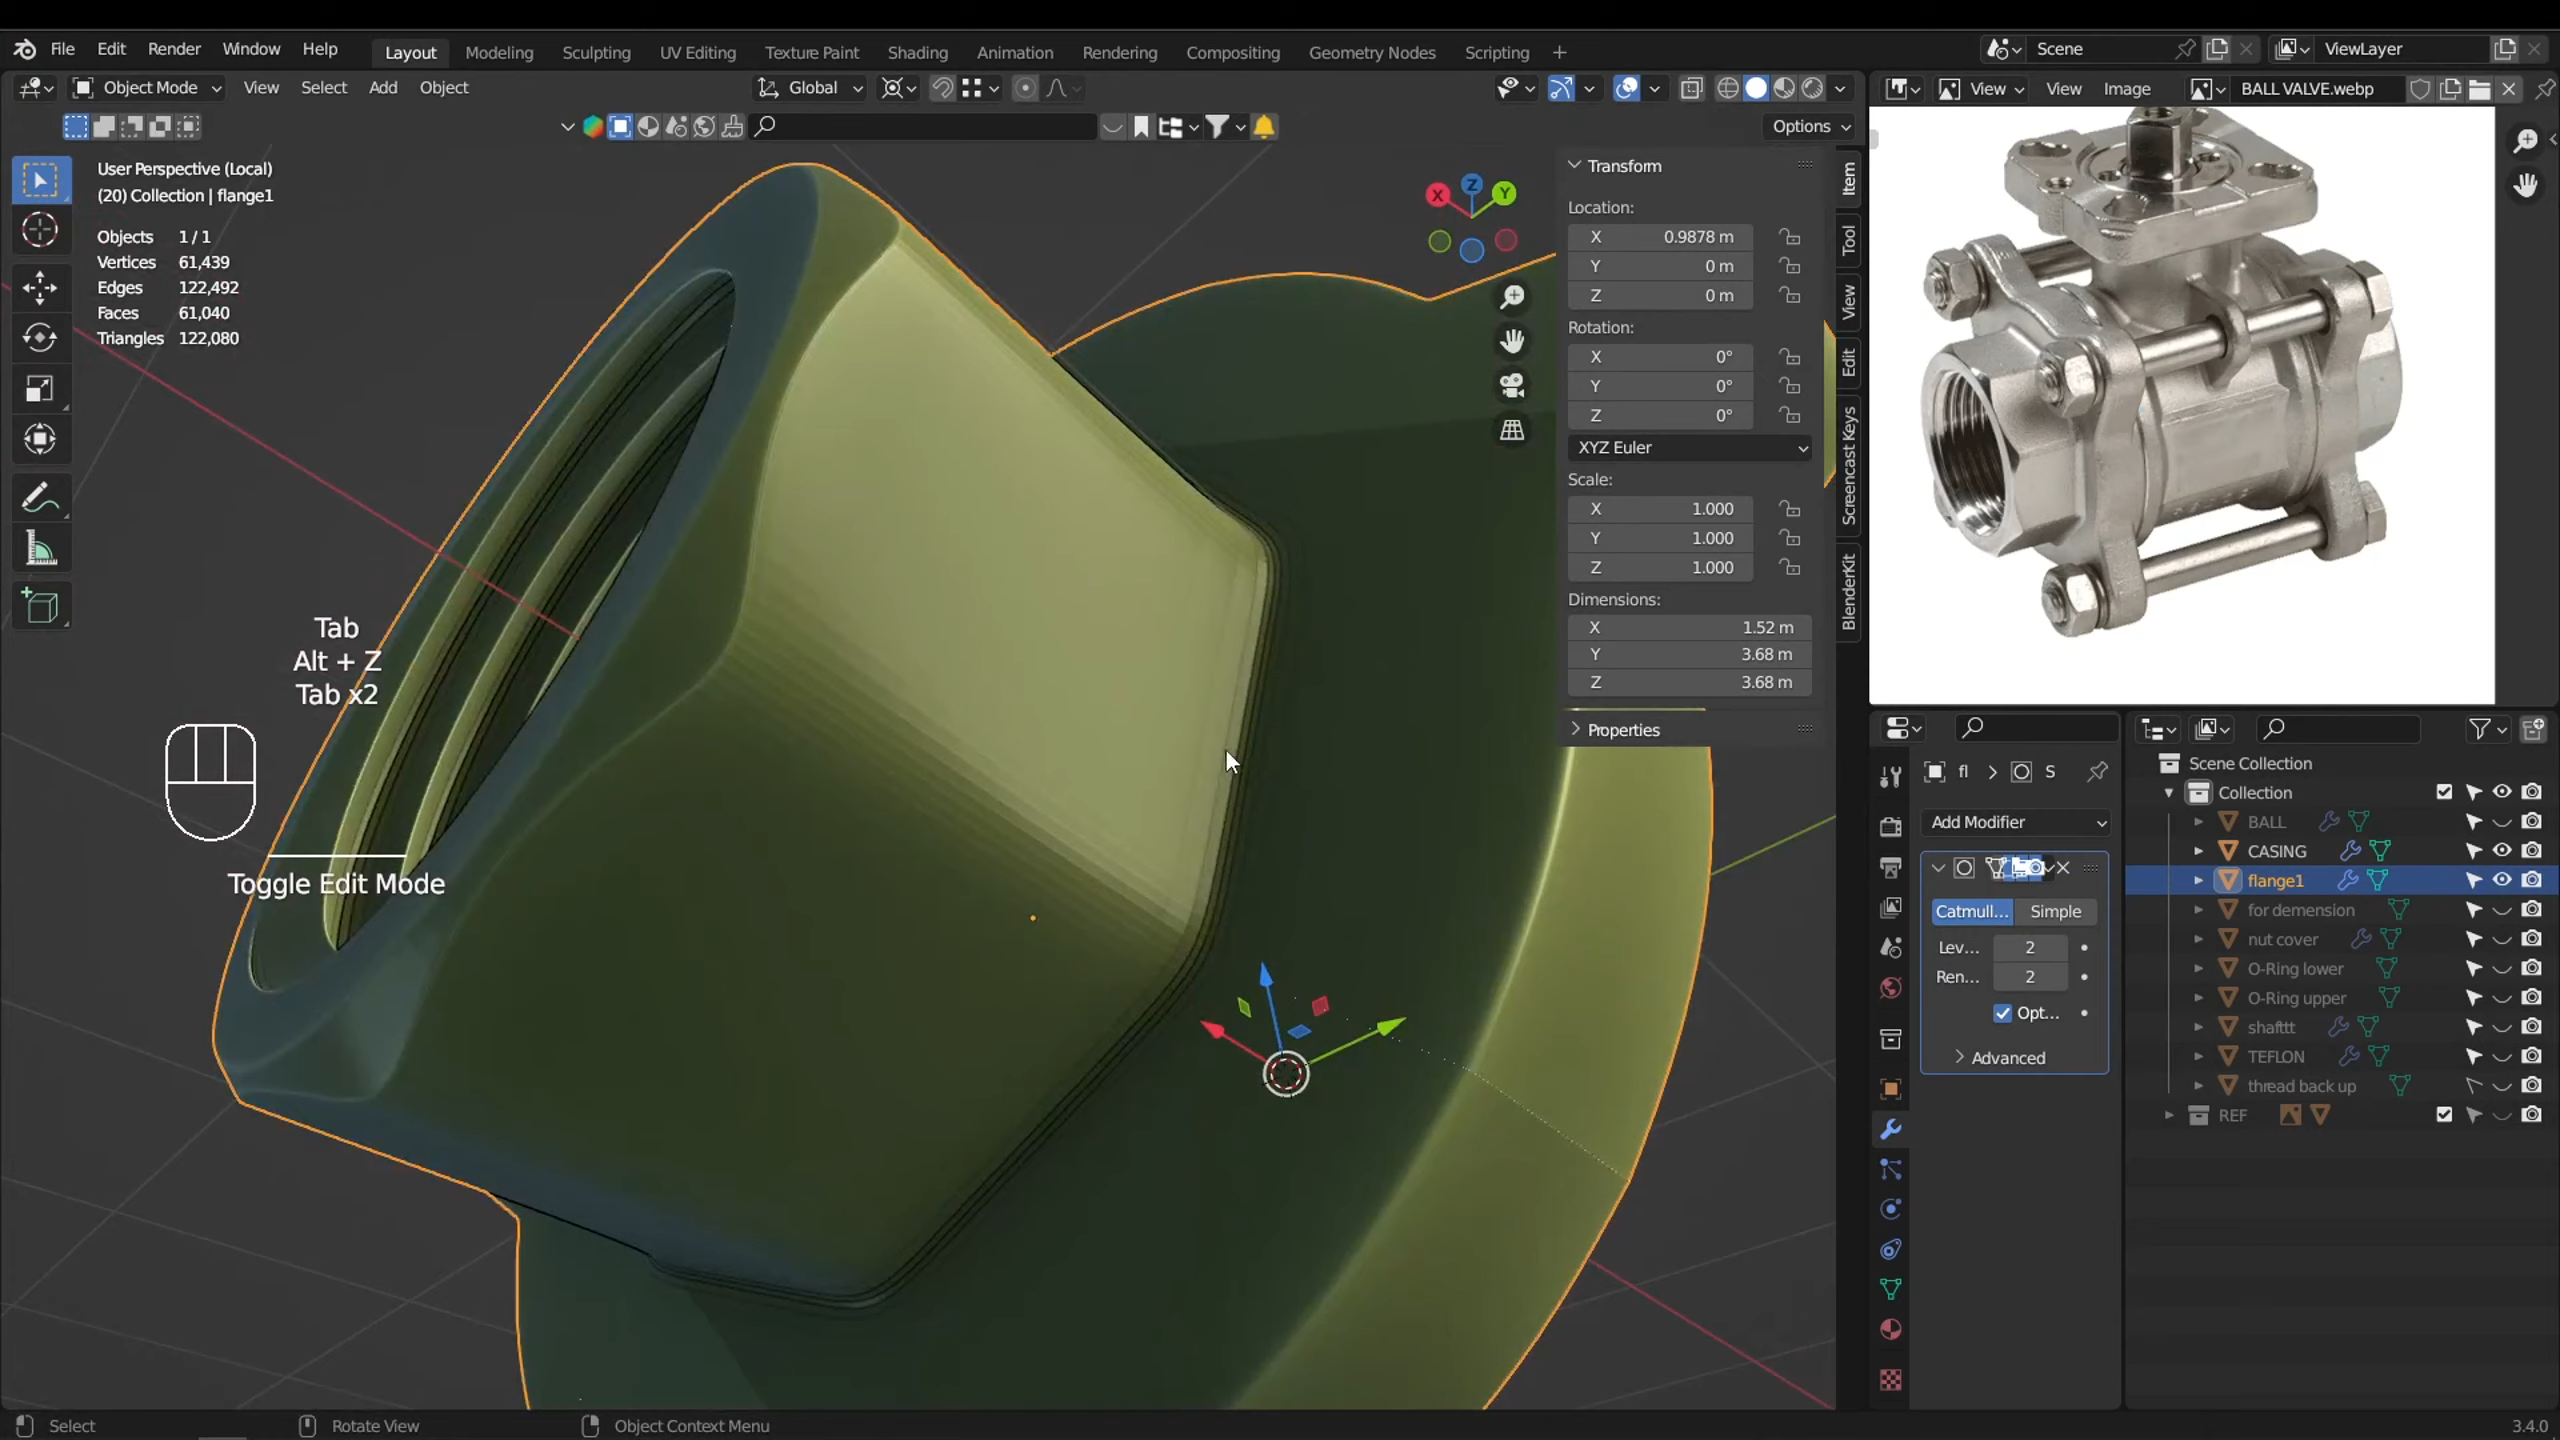 File Edit Render Window Help
Layout Modeling Sculpting UV Editing Texture Paint Shading Animation Rendering Compositing Geometry Nodes Scripting
Scene
ViewLayer
Object Mode View Select Add Object
Global
View View Image BALL VALVE.webp
Options
User Perspective (Local)
(20) Collection | flange1
Objects 1 / 1
Vertices 61,439
Edges 122,492
Faces 61,040
Triangles 122,080
X
Y
Z
Transform
Location:
X 0.9878 m
Y 0 m
Z 0 m
Rotation:
X 0°
Y 0°
Z 0°
XYZ Euler
Scale:
X 1.000
Y 1.000
Z 1.000
Dimensions:
X 1.52 m
Y 3.68 m
Z 3.68 m
Properties
Item
Tool
View
Edit
Screencast Keys
BlenderKit
Tab
Alt + Z
Tab x2
Toggle Edit Mode
fl
S
Add Modifier
Catmull...
Simple
Lev... 2
Ren... 2
Opt...
Advanced
Scene Collection
Collection
BALL
CASING
flange1
for demension
nut cover
O-Ring lower
O-Ring upper
shafttt
TEFLON
thread back up
REF
Select
Rotate View
Object Context Menu
3.4.0